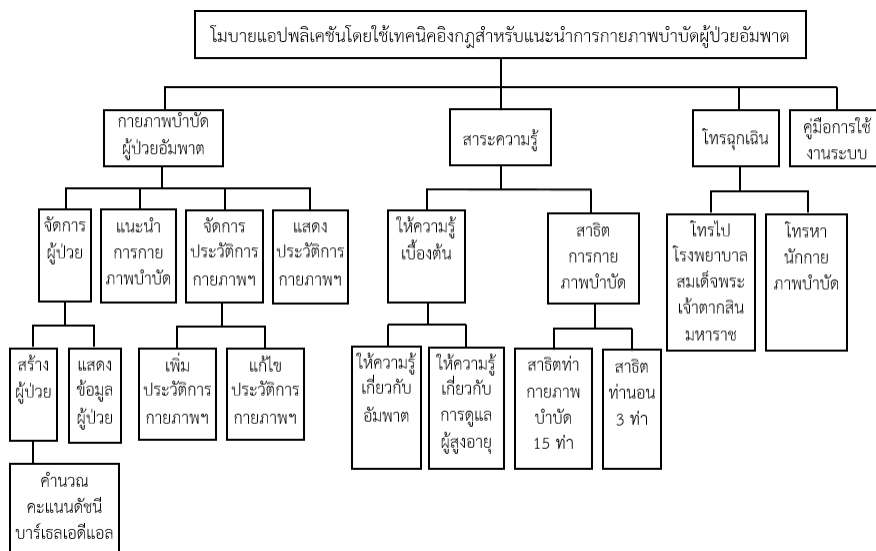 โมบายแอปพลิเคชันโดยใช้เทคนิคอิงกฎสำหรับแนะนำการกายภาพบำบัดผู้ป่วยอัมพาต
กายภาพบำบัด
ผู้ป่วยอัมพาต
สาระความรู้
โทรฉุกเฉิน
คู่มือการใช้
งานระบบ
จัดการ
ผู้ป่วย
แนะนำ
การกาย
ภาพบำบัด
จัดการ
ประวัติการ
กายภาพฯ
แสดง
ประวัติการ
กายภาพฯ
ให้ความรู้
เบื้องต้น
สาธิต
การกาย
ภาพบำบัด
โทรไป
โรงพยาบาล
สมเด็จพระ
เจ้าตากสิน
มหาราช
โทรหา
นักกาย
ภาพบำบัด
สร้าง
ผู้ป่วย
แสดง
ข้อมูล
ผู้ป่วย
เพิ่ม
ประวัติการ
กายภาพฯ
แก้ไข
ประวัติการ
กายภาพฯ
ให้ความรู้
เกี่ยวกับ
อัมพาต
ให้ความรู้
เกี่ยวกับ
การดูแล
ผู้สูงอายุ
สาธิตท่า
กายภาพ
บำบัด
15 ท่า
สาธิต
ท่านอน
3 ท่า
คำนวณ
คะแนนดัชนี
บาร์เธลเอดีแอล